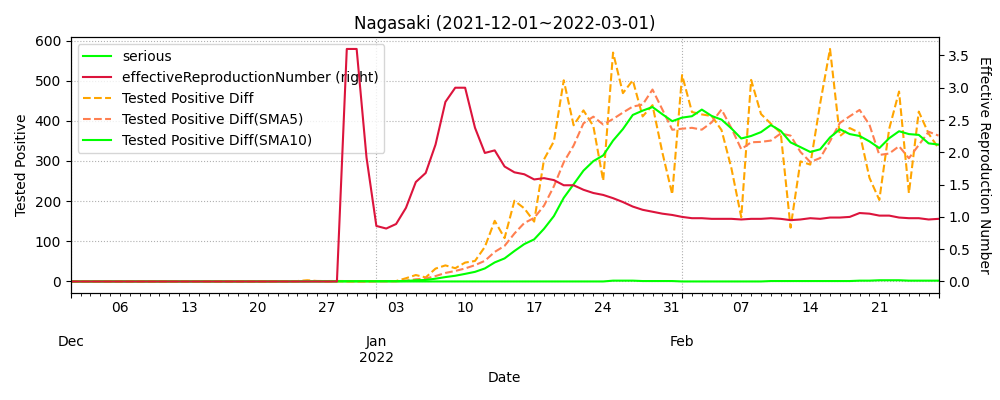 Nagasaki (2021-12-01~2022-03-01)
serious
effectiveReproductionNumber (right)
Tested Positive Diff
Tested Positive Diff(SMA5)
Tested Positive Diff(SMA10)
Tested Positive
600
500
400
300
200
100
0
3.5
3.0
2.5
2.0
1.5
1.0
0.5
0.0
Effective Reproduction Number
06 13 20 27 03 10 17 24 31 07 14 21
Dec Jan Feb
2022
Date